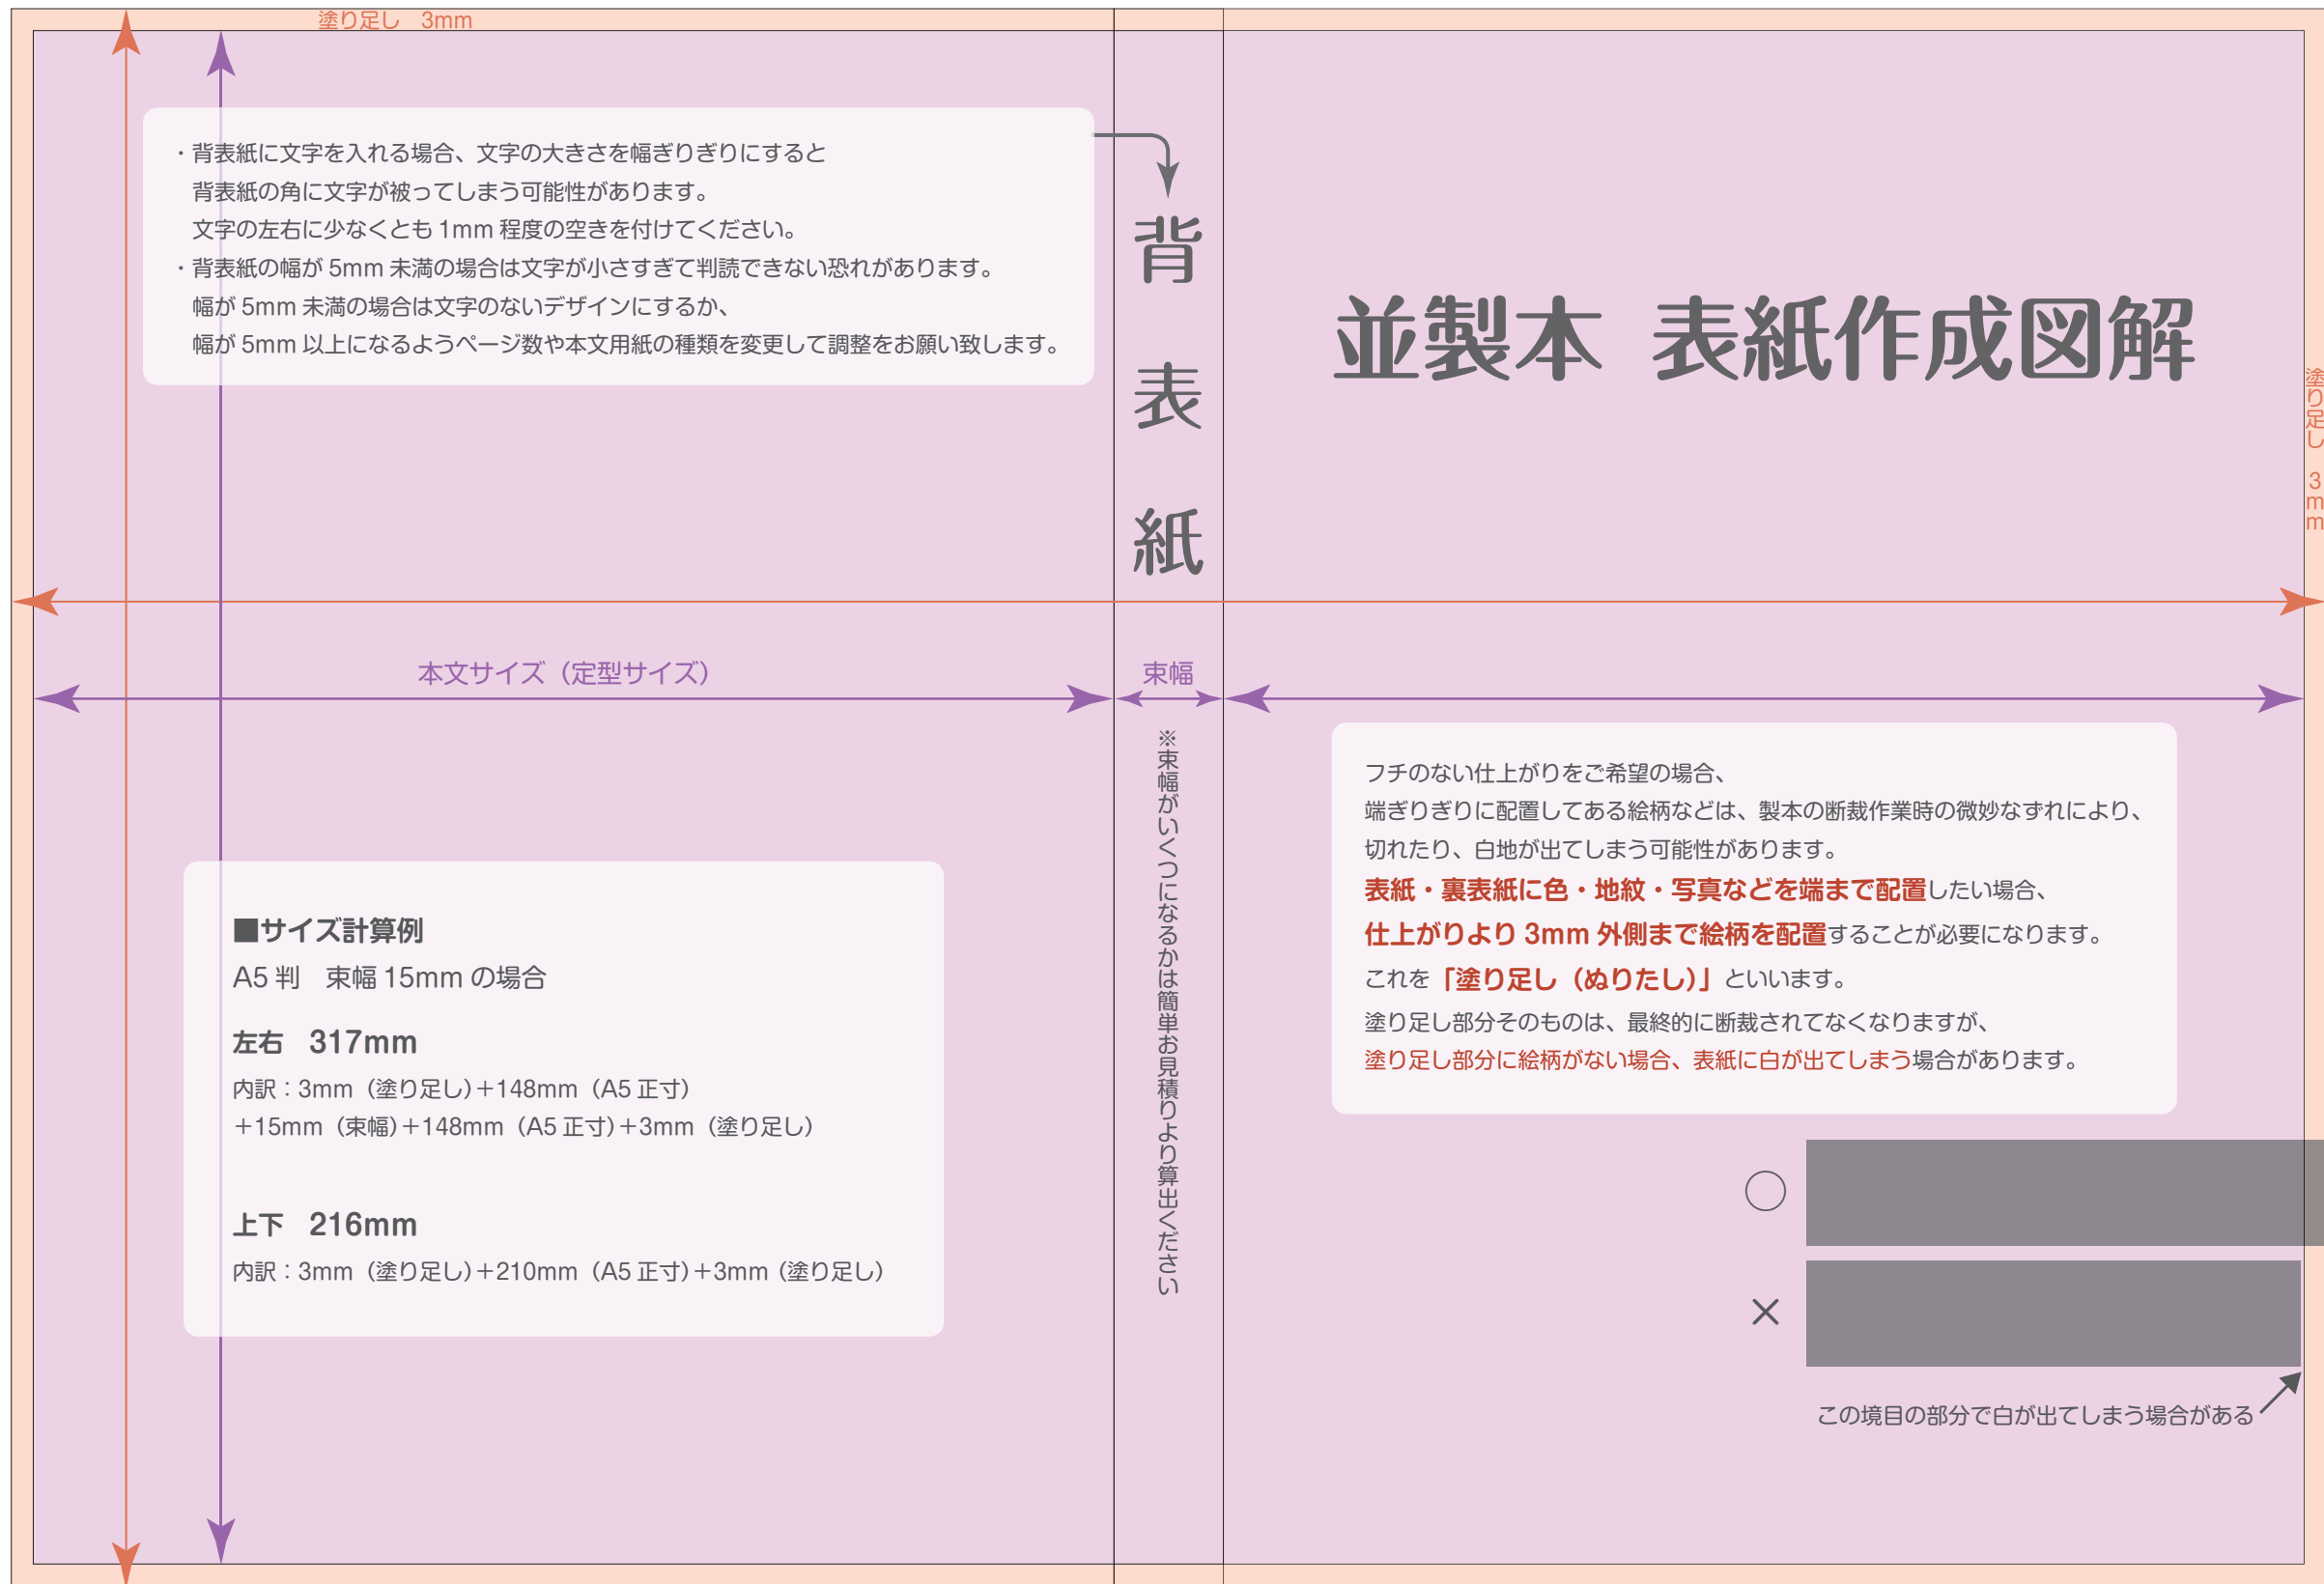 塗り足し　3mm
・背表紙に文字を入れる場合、文字の大きさを幅ぎりぎりにすると
背表紙の角に文字が被ってしまう可能性があります。
文字の左右に少なくとも 1mm 程度の空きを付けてください。
・背表紙の幅が 5mm 未満の場合は文字が小さすぎて判読できない恐れがあります。
幅が 5mm 未満の場合は文字のないデザインにするか、
幅が 5mm 以上になるようページ数や本文用紙の種類を変更して調整をお願い致します。
背表紙
並製本 表紙作成図解
塗り足し　3mm
本文サイズ（定型サイズ）
束幅
※束幅がいくつになるかは簡単お見積りより算出ください
■サイズ計算例
A5 判　束幅 15mm の場合
左右　317mm
内訳：3mm（塗り足し）＋148mm（A5 正寸）
＋15mm（束幅）＋148mm（A5 正寸）＋3mm（塗り足し）
上下　216mm
内訳：3mm（塗り足し）＋210mm（A5 正寸）＋3mm（塗り足し）
フチのない仕上がりをご希望の場合、
端ぎりぎりに配置してある絵柄などは、製本の断裁作業時の微妙なずれにより、
切れたり、白地が出てしまう可能性があります。
表紙・裏表紙に色・地紋・写真などを端まで配置したい場合、
仕上がりより 3mm 外側まで絵柄を配置することが必要になります。
これを「塗り足し（ぬりたし）」といいます。
塗り足し部分そのものは、最終的に断裁されてなくなりますが、
塗り足し部分に絵柄がない場合、表紙に白が出てしまう場合があります。
○
×
この境目の部分で白が出てしまう場合がある